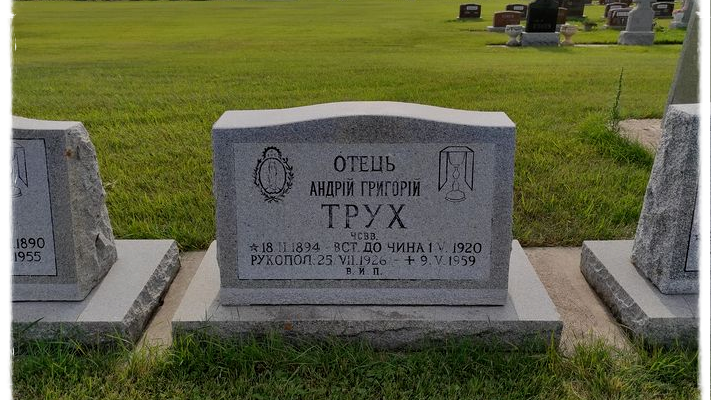 ОТЕЦЬ
АНДРІЙ ГРИГОРІЙ
ТРУХ
ЧСВВ.
☆ 18.II.1894 - ВСТ. ДО ЧИНА 1.V.1920
РУКОПОЛ. 25.VII.1926 - + 9.V.1959
В.И.П.
1890
1955